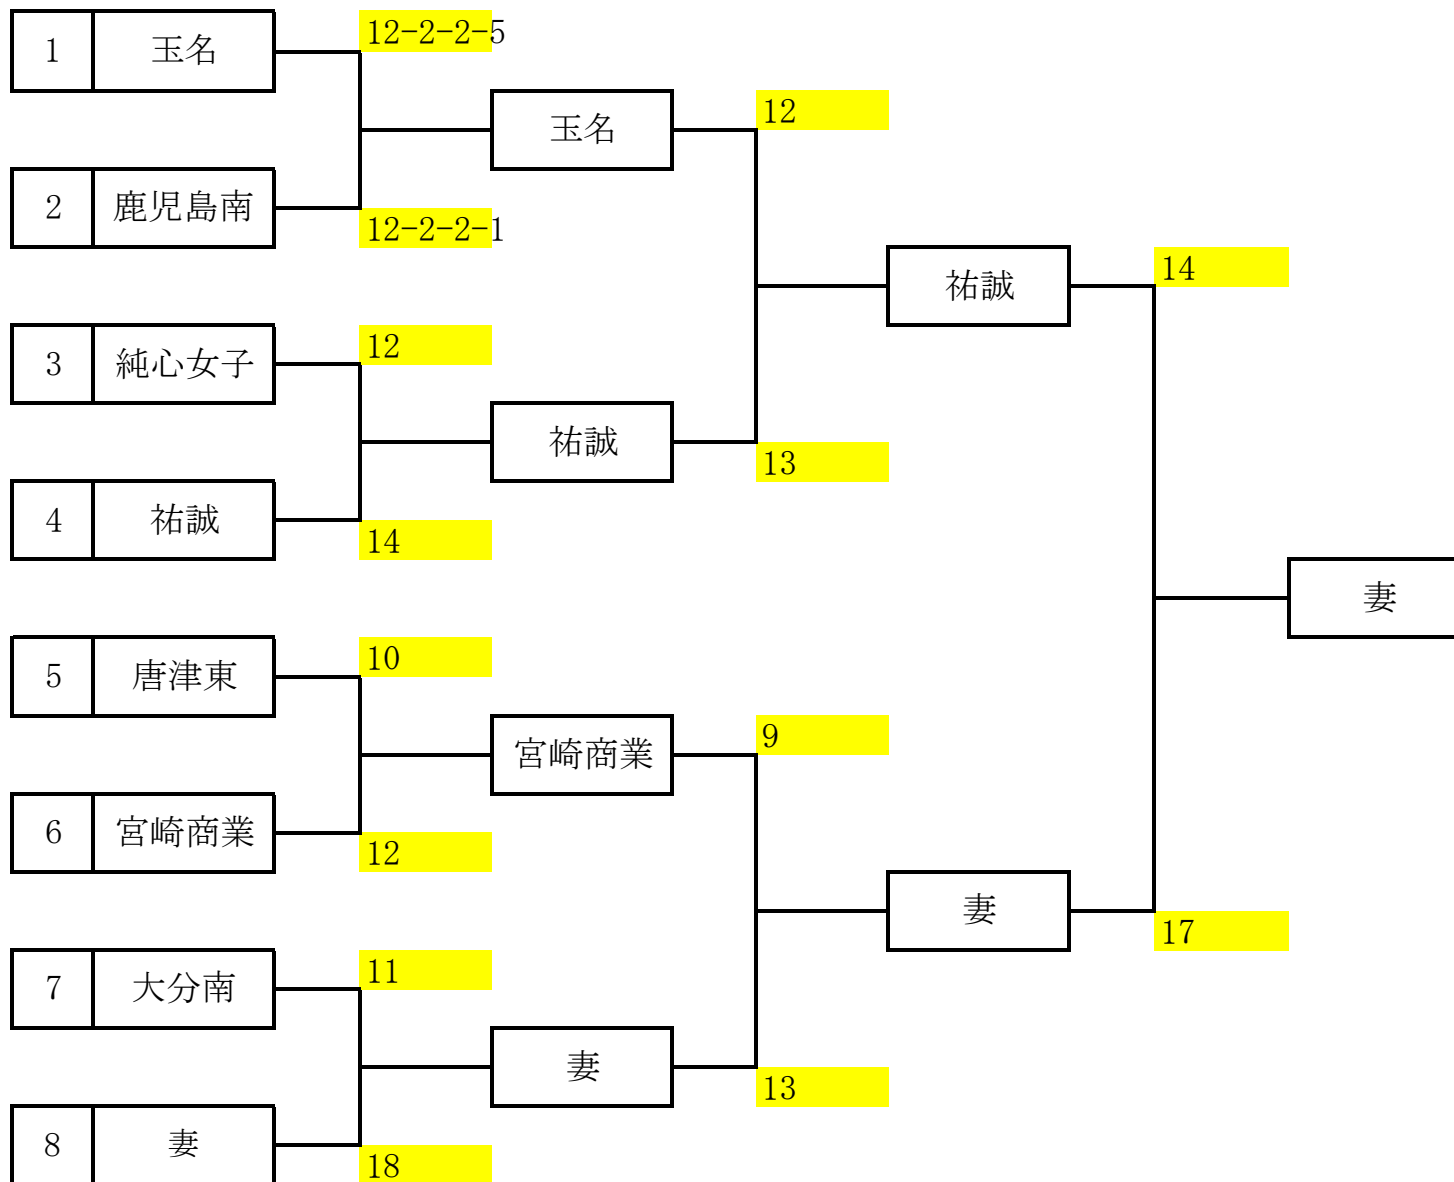 12-2-2-5
1 玉名
12
玉名
2 鹿児島南
12-2-2-1
14
祐誠
12
3 純心女子
祐誠
13
4 祐誠
14
妻
10
5 唐津東
9
宮崎商業
6 宮崎商業
12
妻
17
11
7 大分南
妻
13
8 妻
18